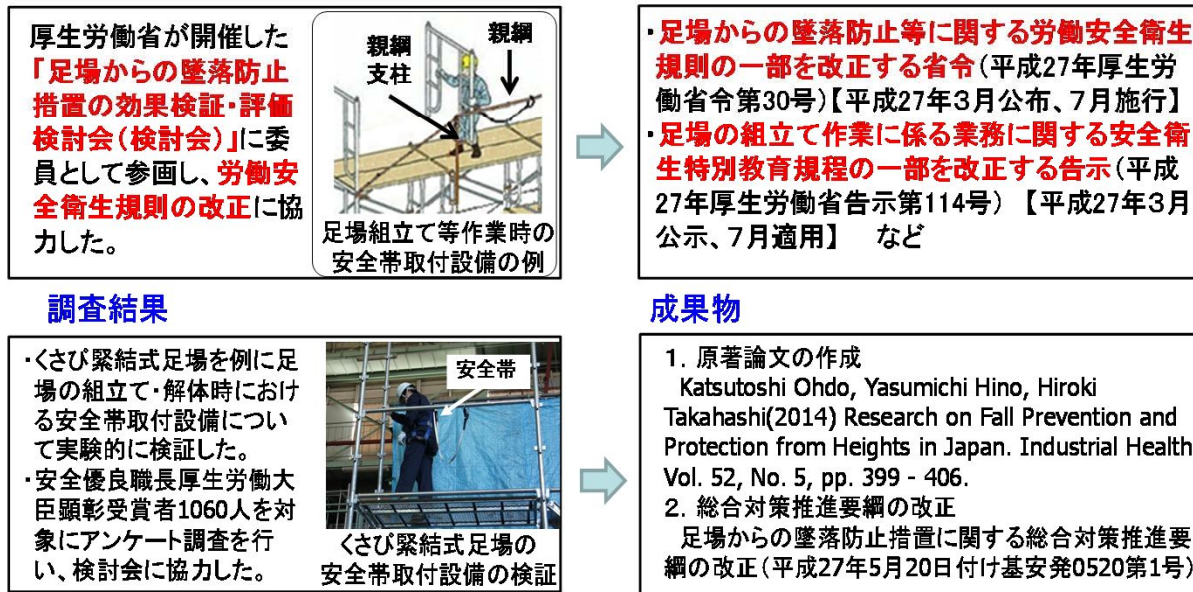 厚生労働省が開催した
「足場からの墜落防止
措置の効果検証・評価
検討会(検討会)」に委
員として参画し、労働安
全衛生規則の改正に協
力した。
親綱
支柱
親綱
足場組立て等作業時の
安全帯取付設備の例
・足場からの墜落防止等に関する労働安全衛生
規則の一部を改正する省令(平成27年厚生労
働省令第30号)【平成27年3月公布、7月施行】
・足場の組立て作業に係る業務に関する安全衛
生特別教育規程の一部を改正する告示(平成
27年厚生労働省告示第114号) 【平成27年3月
公示、7月適用】 など
調査結果
・くさび緊結式足場を例に足
場の組立て・解体時におけ
る安全帯取付設備につい
て実験的に検証した。
・安全優良職長厚生労働大
臣顕彰受賞者1060人を対
象にアンケート調査を行
い、検討会に協力した。
安全帯
くさび緊結式足場の
安全帯取付設備の検証
成果物
1. 原著論文の作成
Katsutoshi Ohdo, Yasumichi Hino, Hiroki
Takahashi(2014) Research on Fall Prevention and
Protection from Heights in Japan. Industrial Health
Vol. 52, No. 5, pp. 399 - 406.
2. 総合対策推進要綱の改正
足場からの墜落防止措置に関する総合対策推進要
綱の改正(平成27年5月20日付け基安発0520第1号)